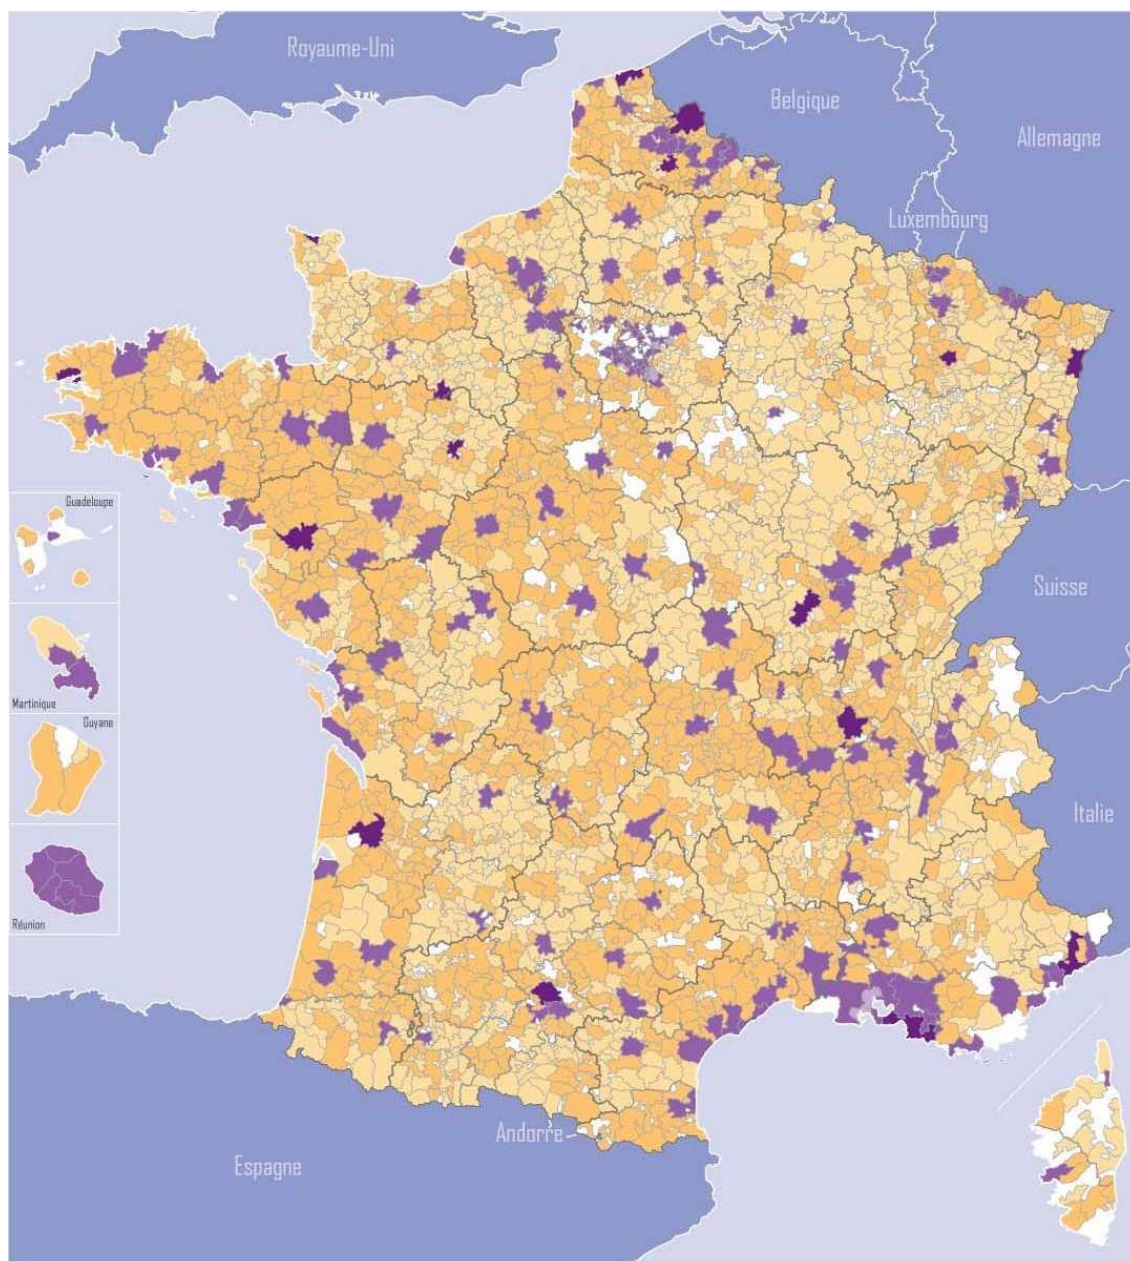 Royaume-Uni
Belgique
Allemagne
Luxembourg
Guadeloupe
Suisse
Martinique
Guyane
Italie
Réunion
Andorre
Espagne